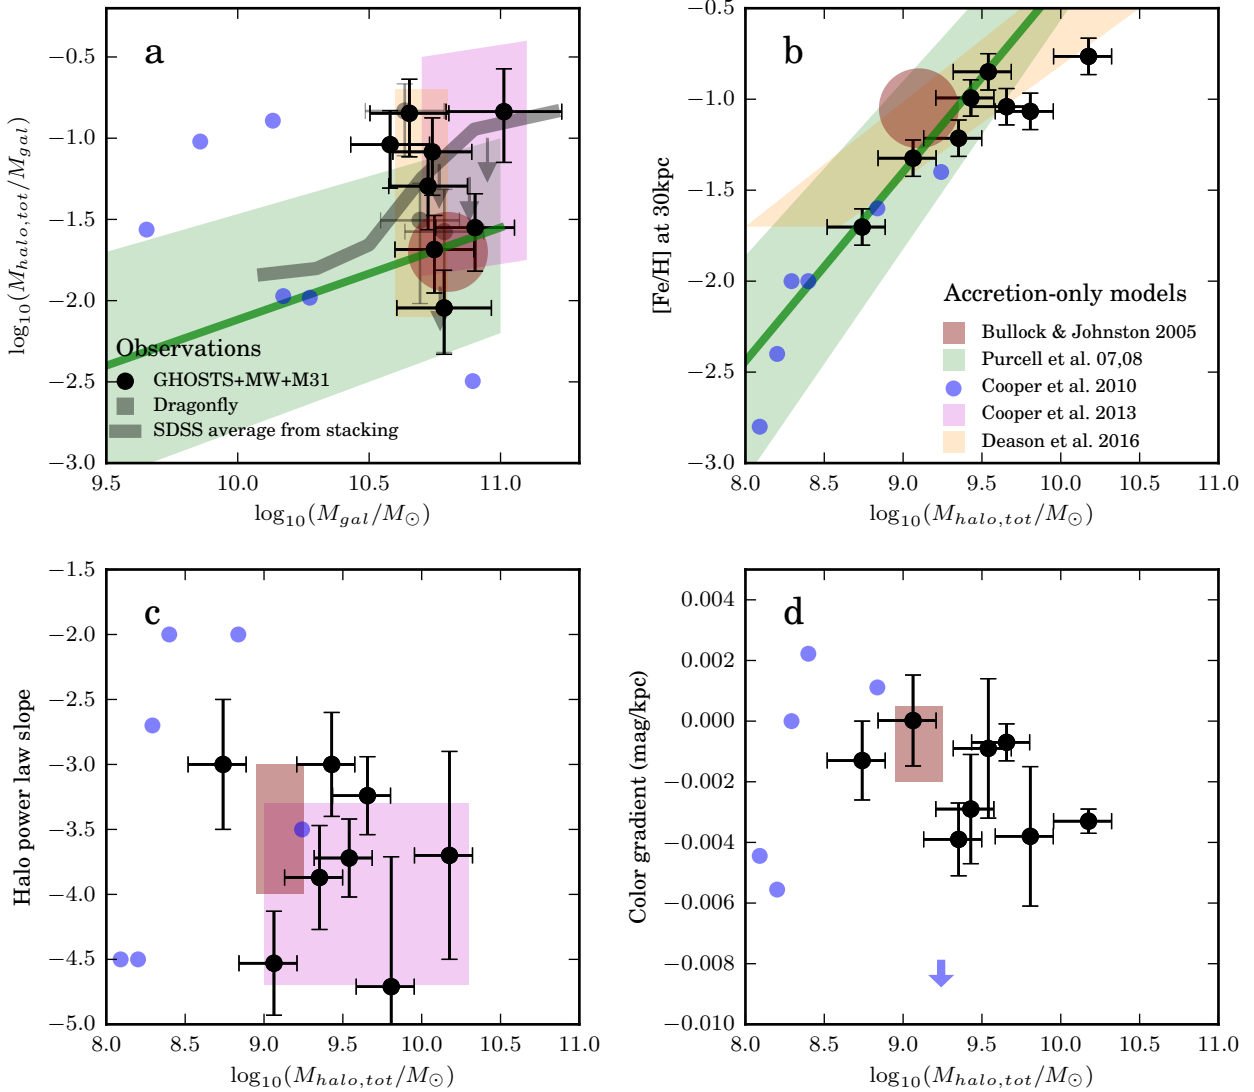 a
−0.5
−1.0
−1.5
−2.0
−2.5
−3.0
9.5 10.0 10.5 11.0
log10(Mhalo,tot/Mgal)
log10(Mgal/M⊙)
Observations
GHOSTS+MW+M31
Dragonfly
SDSS average from stacking
b
−0.5
−1.0
−1.5
−2.0
−2.5
−3.0
8.0 8.5 9.0 9.5 10.0 10.5 11.0
[Fe/H] at 30kpc
log10(Mhalo,tot/M⊙)
Accretion-only models
Bullock & Johnston 2005
Purcell et al. 07,08
Cooper et al. 2010
Cooper et al. 2013
Deason et al. 2016
c
−1.5
−2.0
−2.5
−3.0
−3.5
−4.0
−4.5
−5.0
8.0 8.5 9.0 9.5 10.0 10.5 11.0
Halo power law slope
log10(Mhalo,tot/M⊙)
d
0.004
0.002
0.000
−0.002
−0.004
−0.006
−0.008
−0.010
8.0 8.5 9.0 9.5 10.0 10.5 11.0
Color gradient (mag/kpc)
log10(Mhalo,tot/M⊙)